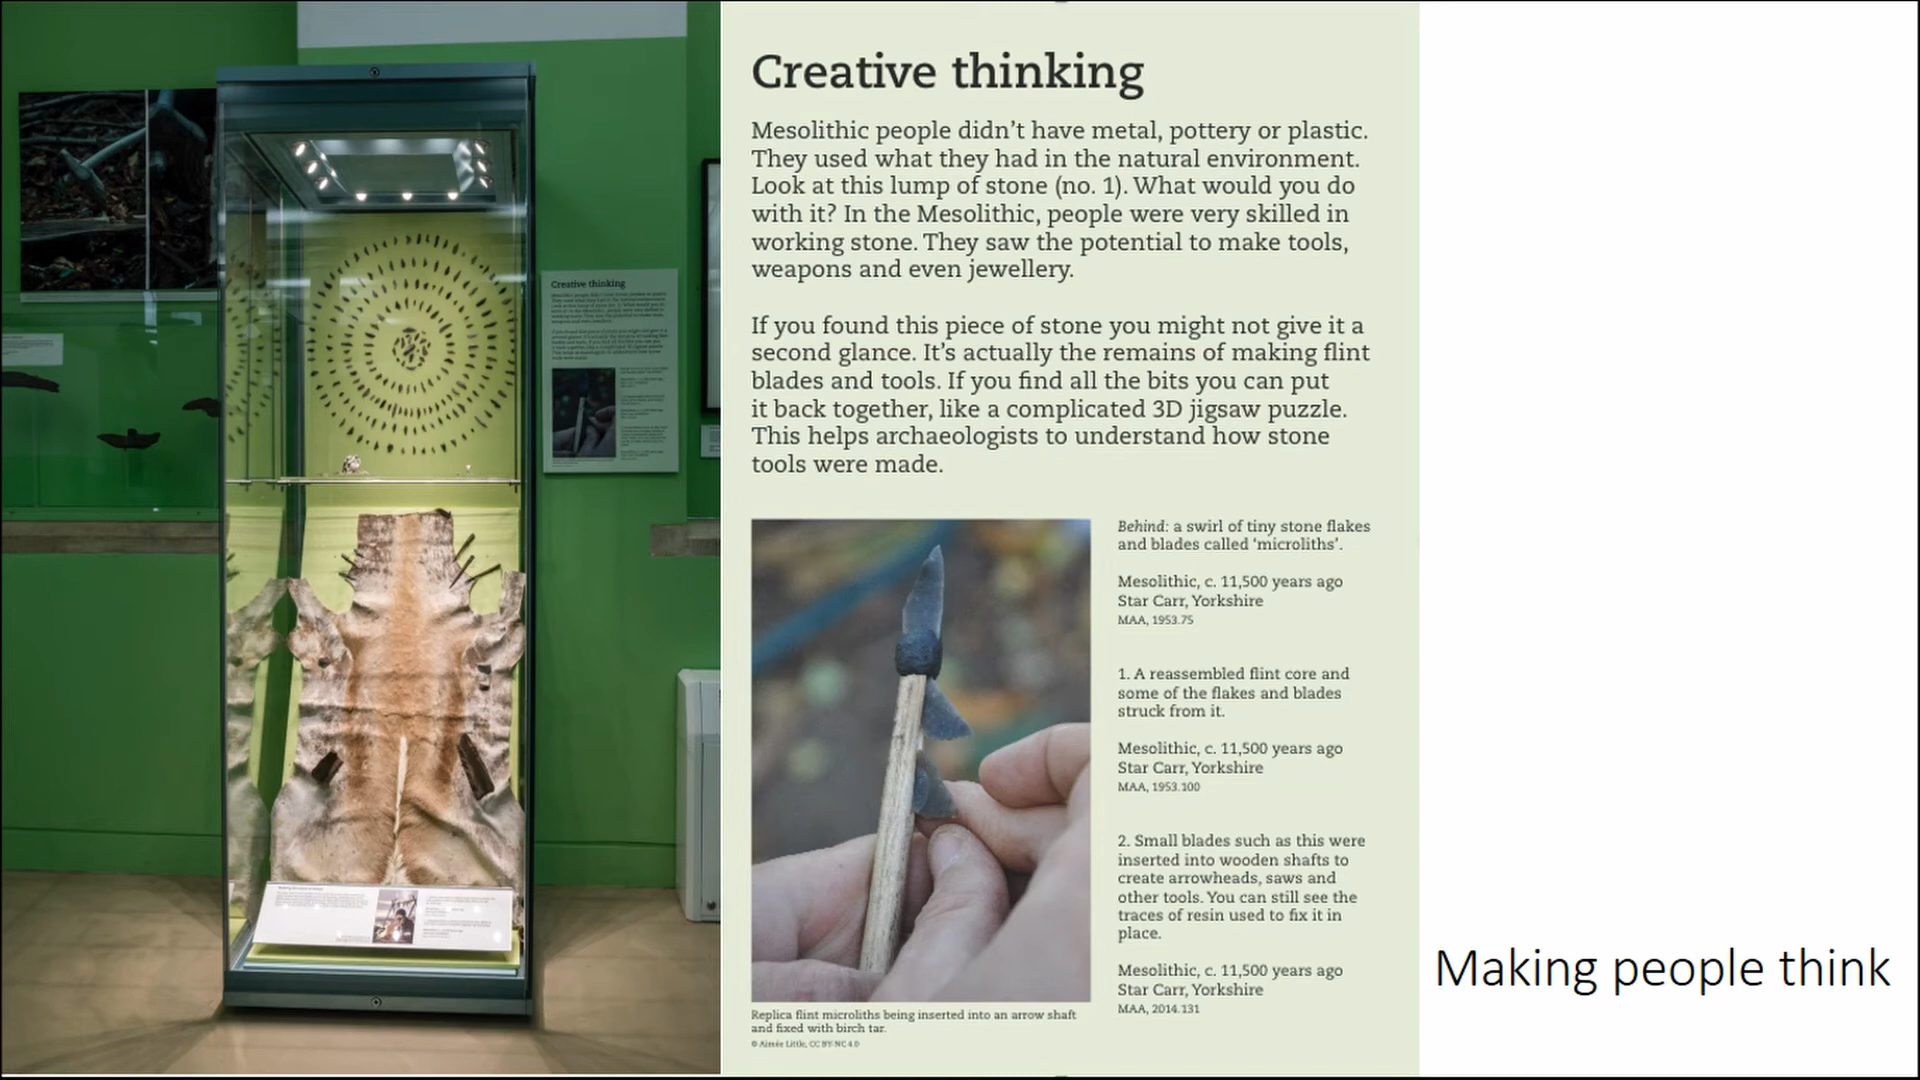 Creative thinking
Mesolithic people didn't have metal, pottery or plastic.
They used what they had in the natural environment.
Look at this lump of stone (no. 1). What would you do
with it? In the Mesolithic, people were very skilled in
working stone. They saw the potential to make tools,
weapons and even jewellery.
If you found this piece of stone you might not give it a
second glance. It's actually the remains of making flint
blades and tools. If you find all the bits you can put
it back together, like a complicated 3D jigsaw puzzle.
This helps archaeologists to understand how stone
tools were made.
Behind: a swirl of tiny stone flakes
and blades called 'microliths'.
Mesolithic, c. 11,500 years ago
Star Carr, Yorkshire
MAA, 1953.75
1. A reassembled flint core and
some of the flakes and blades
struck from it.
Mesolithic, c. 11,500 years ago
Star Carr, Yorkshire
MAA, 1953.100
2. Small blades such as this were
inserted into wooden shafts to
create arrowheads, saws and
other tools. You can still see the
traces of resin used to fix it in
place.
Mesolithic, c. 11,500 years ago
Star Carr, Yorkshire
MAA, 2014.131
Replica flint microliths being inserted into an arrow shaft
and fixed with birch tar.
© Aimée Little, CC BY-NC 4.0
Creative thinking
Making people think